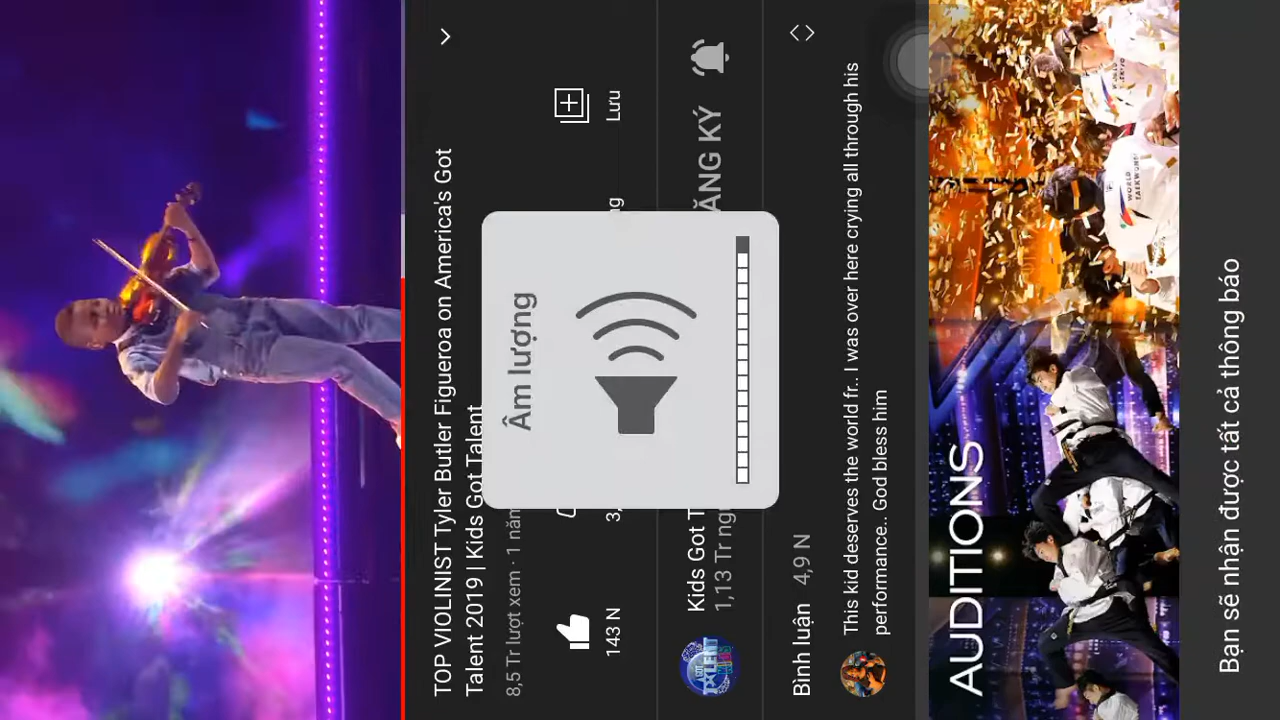 TOP VIOLINIST Tyler Butler Figueroa on America's Got
Talent 2019 | Kids Got Talent
8,5 Tr lượt xem · 1 năm
143 N
3,
Lưu
Âm lượng
Kids Got T
1,13 Tr
ĂNG KÝ
Bình luận 4,9 N
This kid deserves the world fr.. I was over here crying all through his
performance.. God bless him
AUDITIONS
WORLD
TAEKWONDO
Bạn sẽ nhận được tất cả thông báo